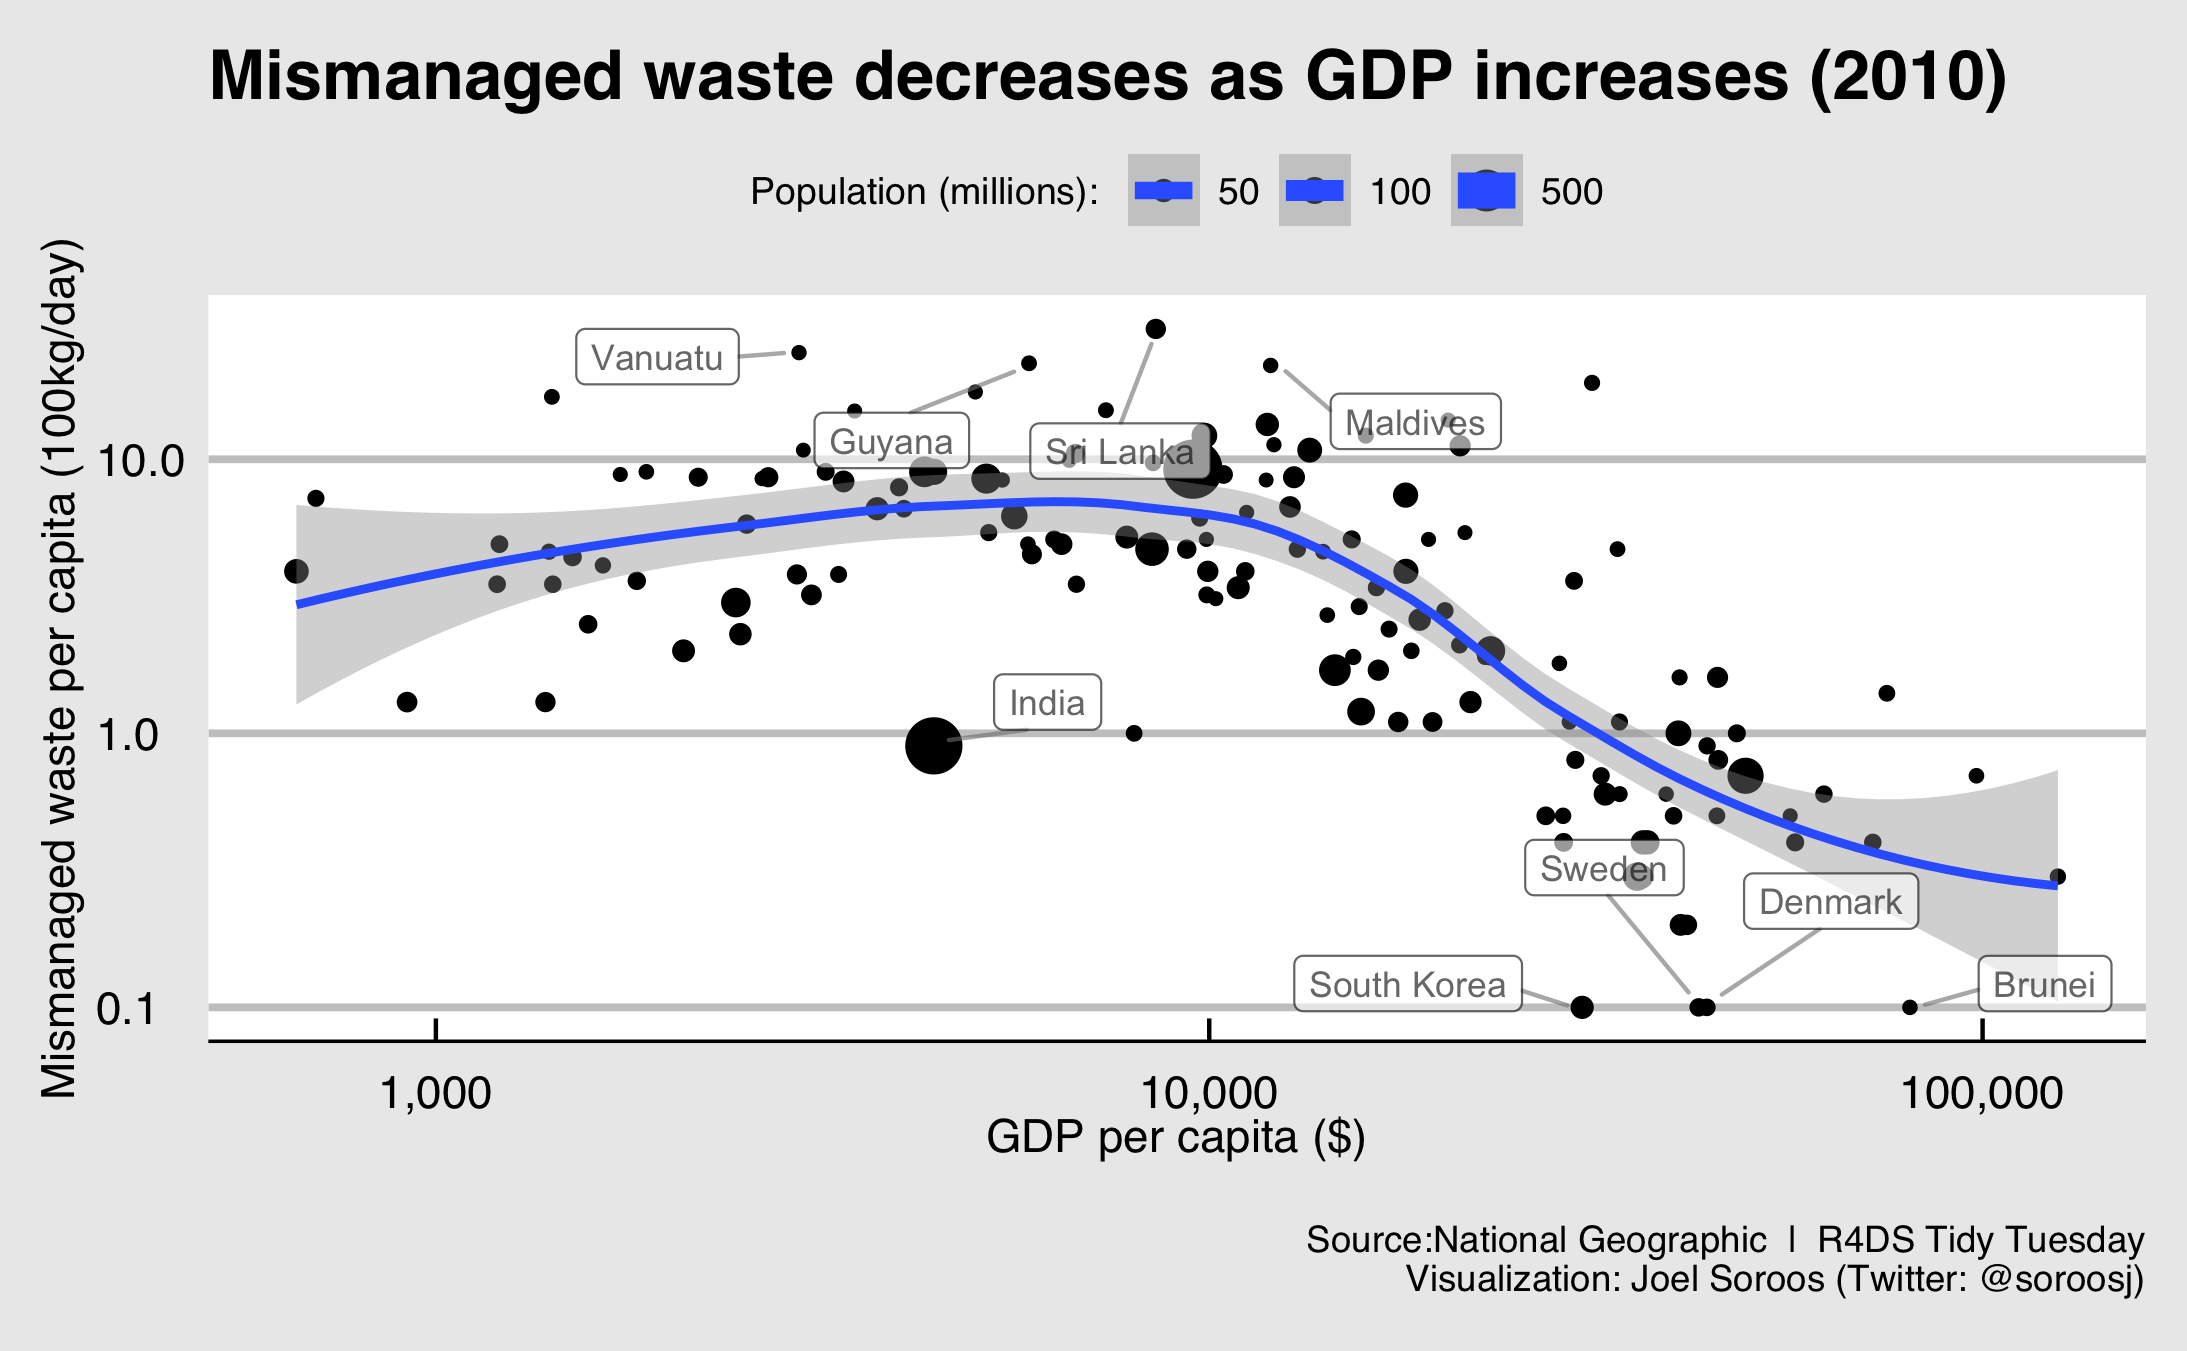 Mismanaged waste decreases as GDP increases (2010)
Population (millions): 50 100 500
Mismanaged waste per capita (100kg/day)
Vanuatu
Maldives
Guyana
Sri Lanka
10.0
India
1.0
Sweden
Denmark
South Korea
Brunei
0.1
1,000 10,000 100,000
GDP per capita ($)
Source:National Geographic | R4DS Tidy Tuesday
Visualization: Joel Soroos (Twitter: @soroosj)